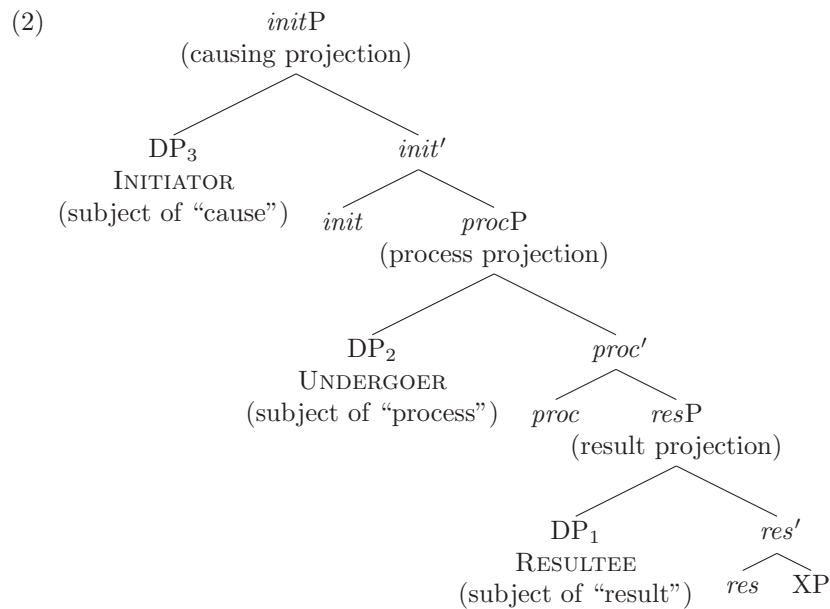 (2)
initP
(causing projection)
DP₃ init′
INITIATOR
(subject of “cause”) init procP
(process projection)
DP₂ proc′
UNDERGOER
(subject of “process”) proc resP
(result projection)
DP₁ res′
RESULTEE
(subject of “result”) res XP